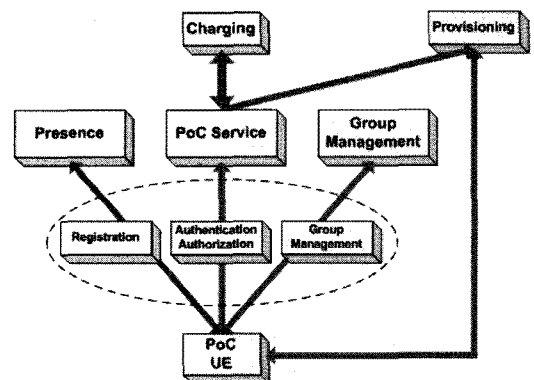 Charging
Provisioning
Presence
PoC Service
Group
Management
Registration
Authentication
Authorization
Group
Management
PoC
UE